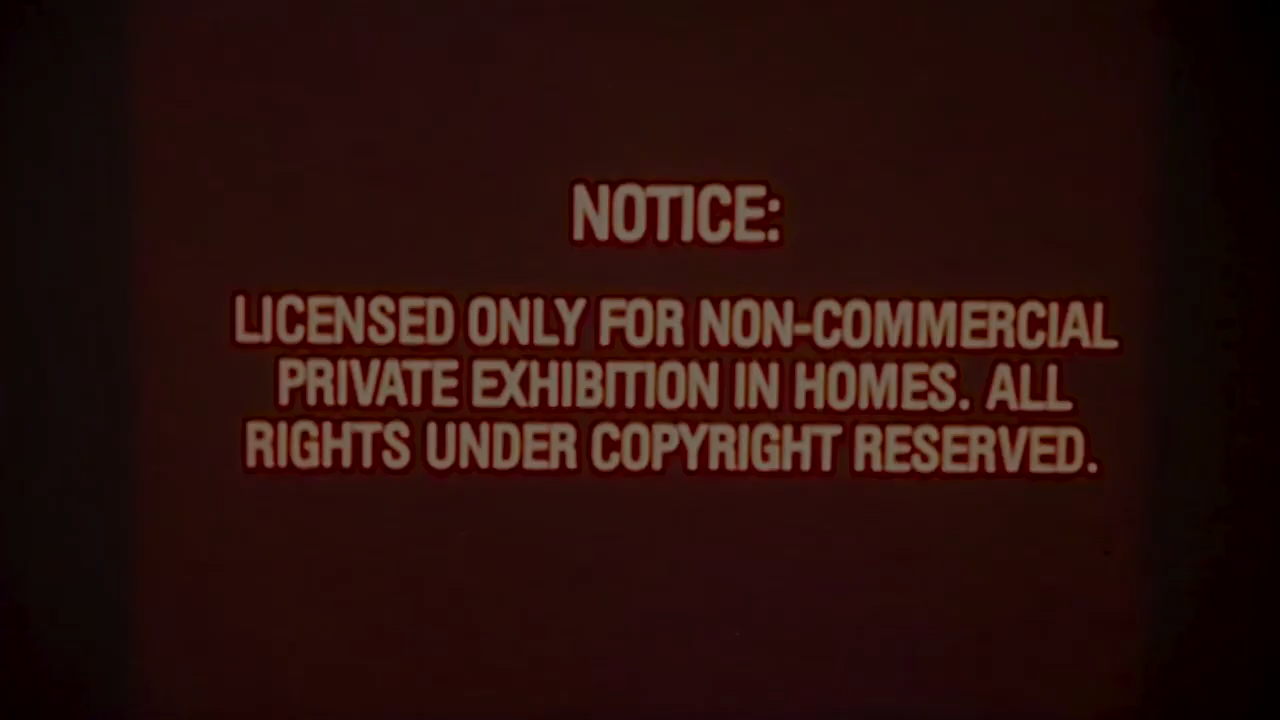 NOTICE:
LICENSED ONLY FOR NON-COMMERCIAL
PRIVATE EXHIBITION IN HOMES. ALL
RIGHTS UNDER COPYRIGHT RESERVED.